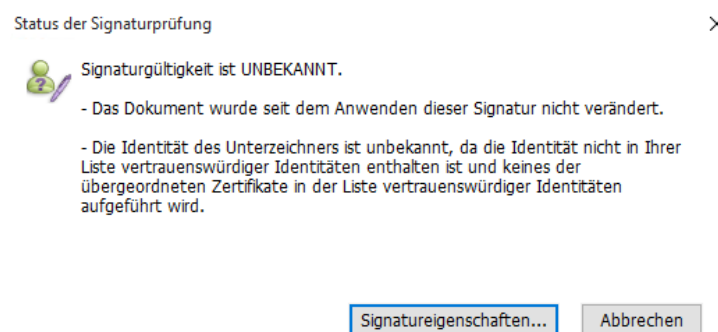 Status der Signaturprüfung
Signaturgültigkeit ist UNBEKANNT.
- Das Dokument wurde seit dem Anwenden dieser Signatur nicht verändert.
- Die Identität des Unterzeichners ist unbekannt, da die Identität nicht in Ihrer
Liste vertrauenswürdiger Identitäten enthalten ist und keines der
übergeordneten Zertifikate in der Liste vertrauenswürdiger Identitäten
aufgeführt wird.
Signatureigenschaften...
Abbrechen